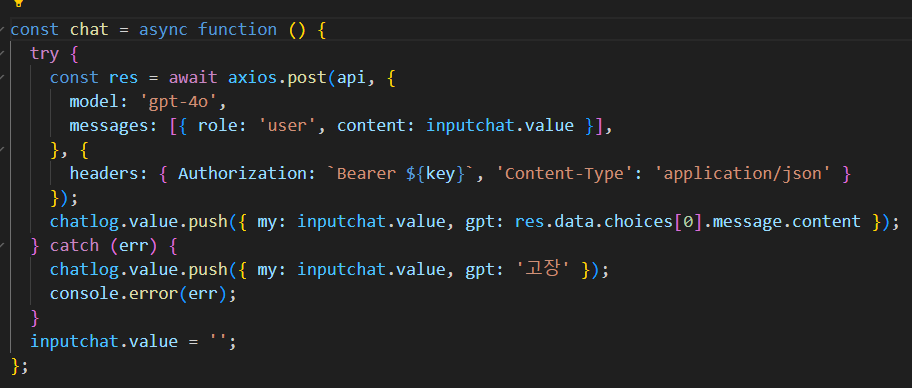 const chat = async function () {
  try {
    const res = await axios.post(api, {
      model: 'gpt-4o',
      messages: [{ role: 'user', content: inputchat.value }],
    }, {
      headers: { Authorization: `Bearer ${key}`, 'Content-Type': 'application/json' }
    });
    chatlog.value.push({ my: inputchat.value, gpt: res.data.choices[0].message.content });
  } catch (err) {
    chatlog.value.push({ my: inputchat.value, gpt: '고장' });
    console.error(err);
  }
  inputchat.value = '';
};